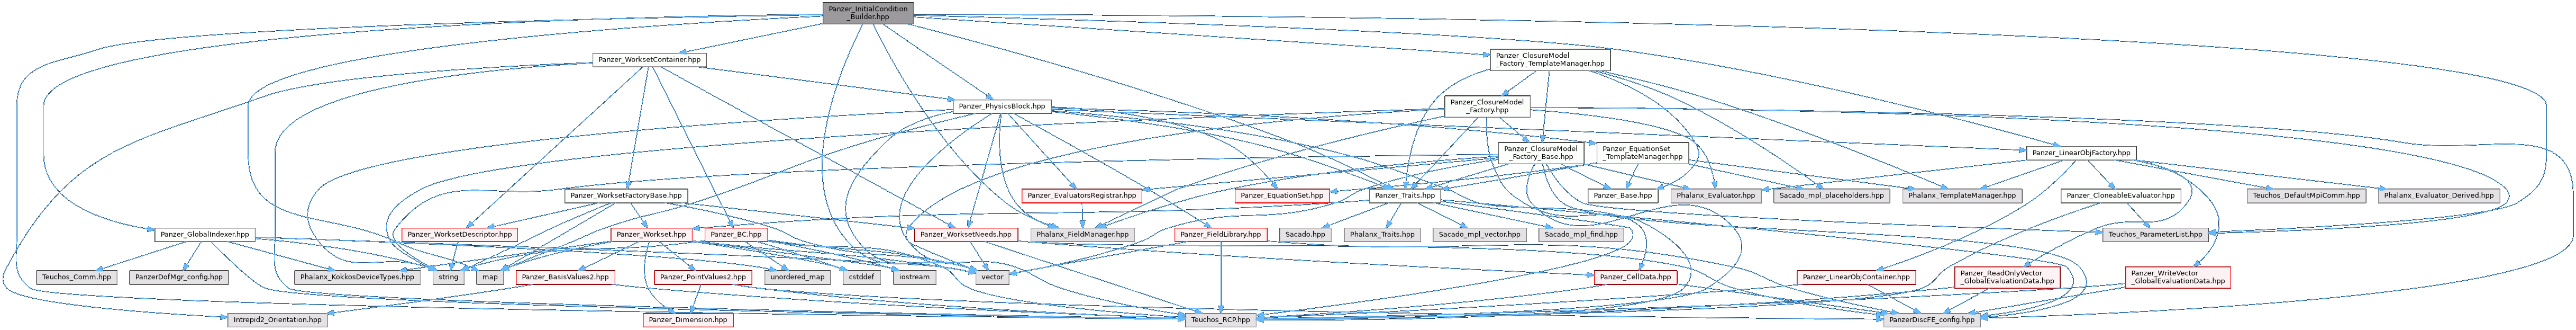 Panzer_InitialCondition
_Builder.hpp
Panzer_WorksetContainer.hpp
Panzer_ClosureModel
_Factory_TemplateManager.hpp
Panzer_PhysicsBlock.hpp
Panzer_ClosureModel
_Factory.hpp
Panzer_ClosureModel
_Factory_Base.hpp
Panzer_EquationSet
_TemplateManager.hpp
Panzer_LinearObjFactory.hpp
Panzer_WorksetFactoryBase.hpp
Panzer_EvaluatorsRegistrar.hpp
Panzer_EquationSet.hpp
Panzer_Traits.hpp
Panzer_Base.hpp
Phalanx_Evaluator.hpp
Sacado_mpl_placeholders.hpp
Phalanx_TemplateManager.hpp
Panzer_CloneableEvaluator.hpp
Teuchos_DefaultMpiComm.hpp
Phalanx_Evaluator_Derived.hpp
Panzer_GlobalIndexer.hpp
Panzer_WorksetDescriptor.hpp
Panzer_Workset.hpp
Panzer_BC.hpp
Panzer_WorksetNeeds.hpp
Phalanx_FieldManager.hpp
Panzer_FieldLibrary.hpp
Sacado.hpp
Phalanx_Traits.hpp
Sacado_mpl_vector.hpp
Sacado_mpl_find.hpp
Teuchos_ParameterList.hpp
Teuchos_Comm.hpp
PanzerDofMgr_config.hpp
Phalanx_KokkosDeviceTypes.hpp
string
map
Panzer_BasisValues2.hpp
Panzer_PointValues2.hpp
unordered_map
cstddef
iostream
vector
Panzer_CellData.hpp
Panzer_LinearObjContainer.hpp
Panzer_ReadOnlyVector
_GlobalEvaluationData.hpp
Panzer_WriteVector
_GlobalEvaluationData.hpp
Intrepid2_Orientation.hpp
Panzer_Dimension.hpp
Teuchos_RCP.hpp
PanzerDiscFE_config.hpp